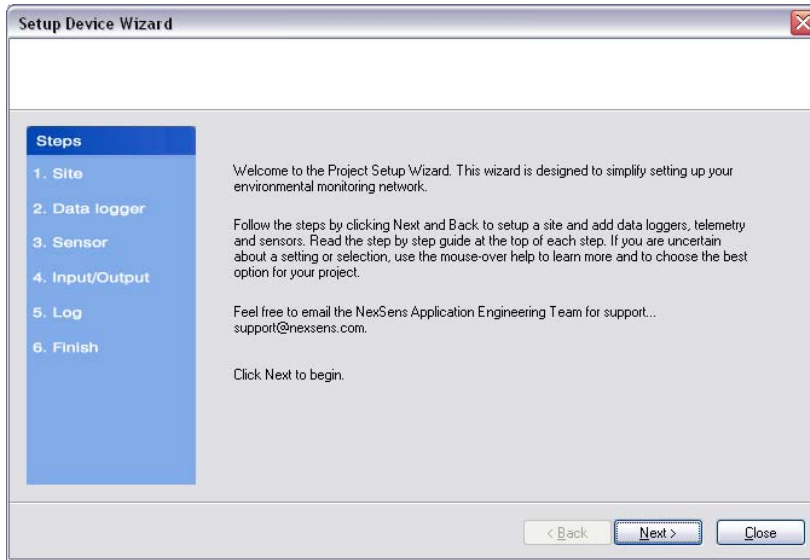 Setup Device Wizard
Steps
1. Site
2. Data logger
3. Sensor
4. Input/Output
5. Log
6. Finish
Welcome to the Project Setup Wizard. This wizard is designed to simplify setting up your
environmental monitoring network.
Follow the steps by clicking Next and Back to setup a site and add data loggers, telemetry
and sensors. Read the step by step guide at the top of each step. If you are uncertain
about a setting or selection, use the mouse-over help to learn more and to choose the best
option for your project.
Feel free to email the NexSens Application Engineering Team for support...
support@nexsens.com.
Click Next to begin.
< Back
Next >
Close